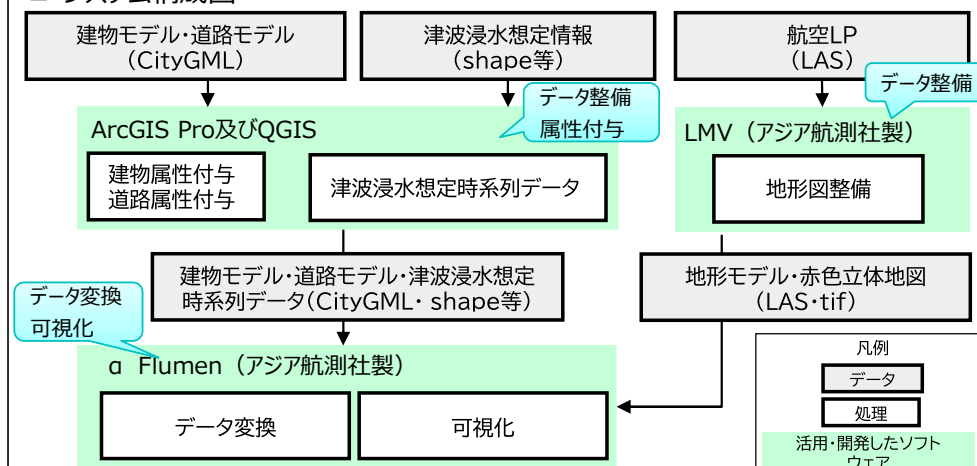 建物モデル・道路モデル
(CityGML)
津波浸水想定情報
(shape等)
航空LP
(LAS)
データ整備
属性付与
データ整備
ArcGIS Pro及びQGIS
建物属性付与
道路属性付与
津波浸水想定時系列データ
LMV（アジア航測社製）
地形図整備
建物モデル・道路モデル・津波浸水想定
時系列データ(CityGML・shape等)
地形モデル・赤色立体地図
(LAS・tif)
データ変換
可視化
α Flumen（アジア航測社製）
データ変換
可視化
凡例
データ
処理
活用・開発したソフト
ウェア